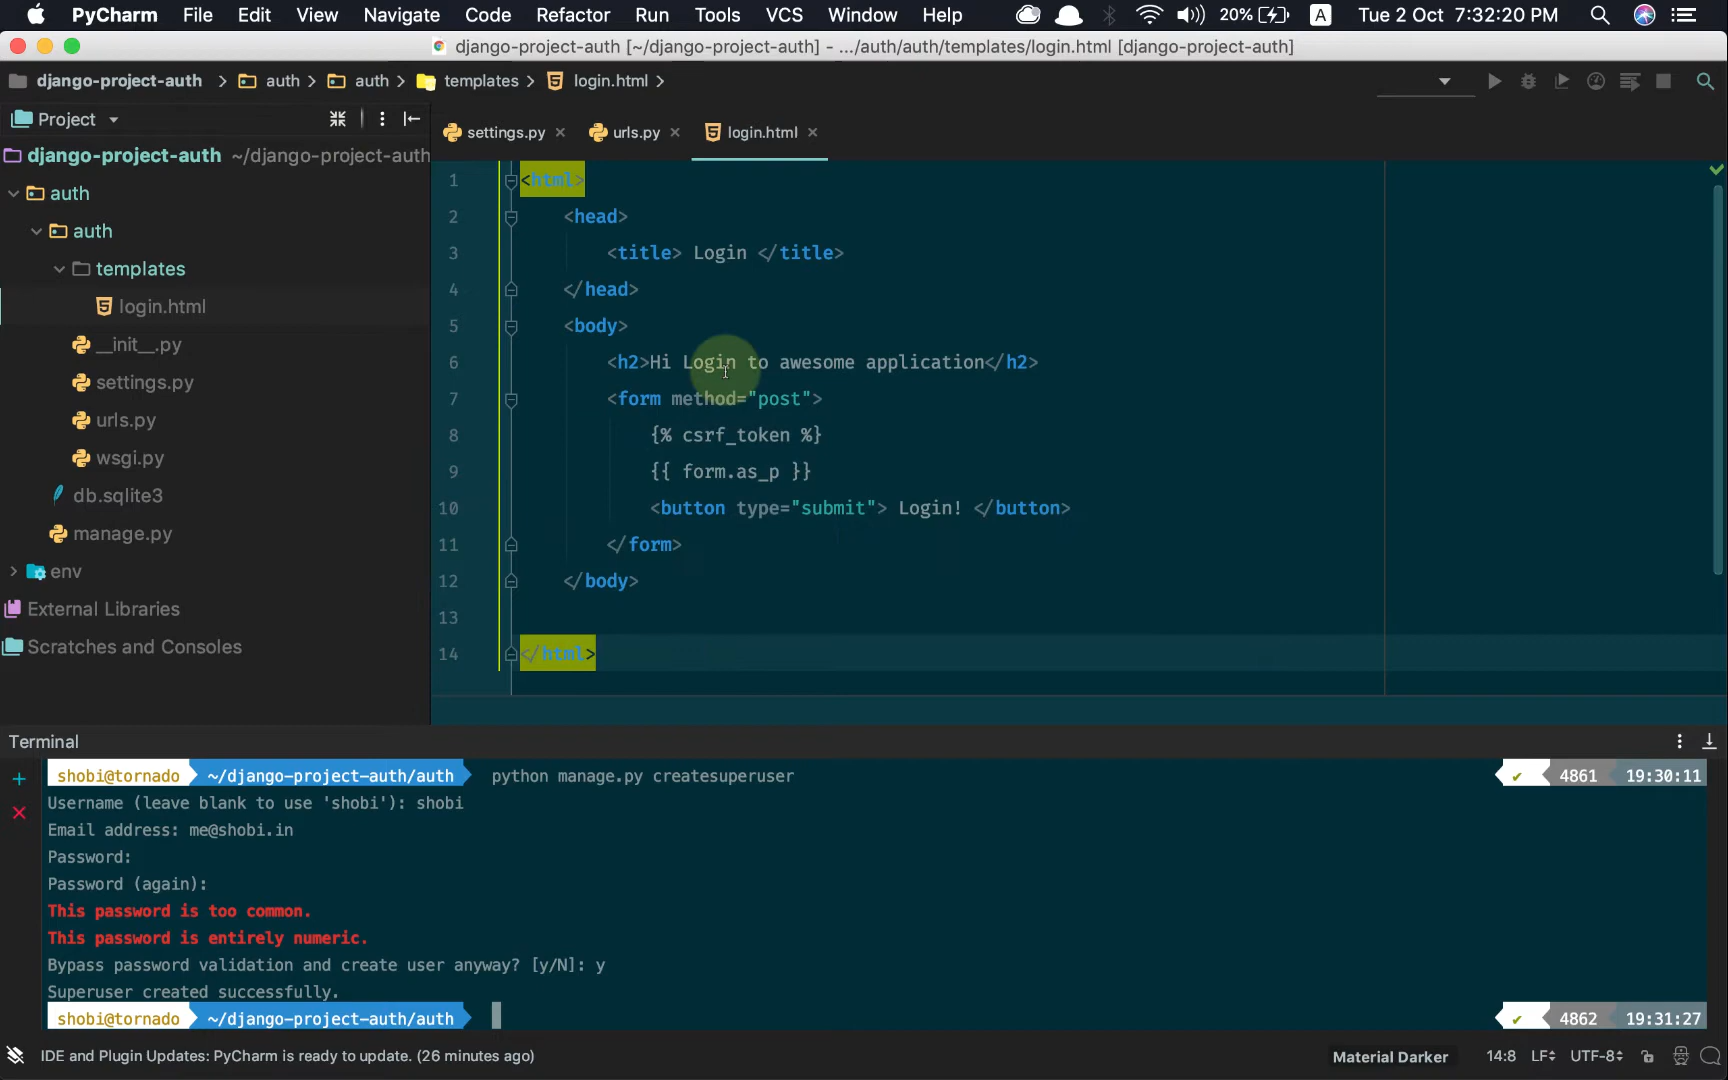 PyCharm File Edit View Navigate Code Refactor Run Tools VCS Window Help 20% A Tue 2 Oct 7:32:20 PM
django-project-auth [~/django-project-auth] - .../auth/auth/templates/login.html [django-project-auth]
django-project-auth auth auth templates login.html
Project
settings.py urls.py login.html
django-project-auth ~/django-project-auth
auth
auth
templates
login.html
__init__.py
settings.py
urls.py
wsgi.py
db.sqlite3
manage.py
env
External Libraries
Scratches and Consoles
1 <html>
2 <head>
3 <title> Login </title>
4 </head>
5 <body>
6 <h2>Hi Login to awesome application</h2>
7 <form method="post">
8 {% csrf_token %}
9 {{ form.as_p }}
10 <button type="submit"> Login! </button>
11 </form>
12 </body>
13
14 </html>
Terminal
shobi@tornado ~/django-project-auth/auth python manage.py createsuperuser ✔ 4861 19:30:11
Username (leave blank to use 'shobi'): shobi
Email address: me@shobi.in
Password:
Password (again):
This password is too common.
This password is entirely numeric.
Bypass password validation and create user anyway? [y/N]: y
Superuser created successfully.
shobi@tornado ~/django-project-auth/auth ✔ 4862 19:31:27
IDE and Plugin Updates: PyCharm is ready to update. (26 minutes ago) Material Darker 14:8 LF UTF-8